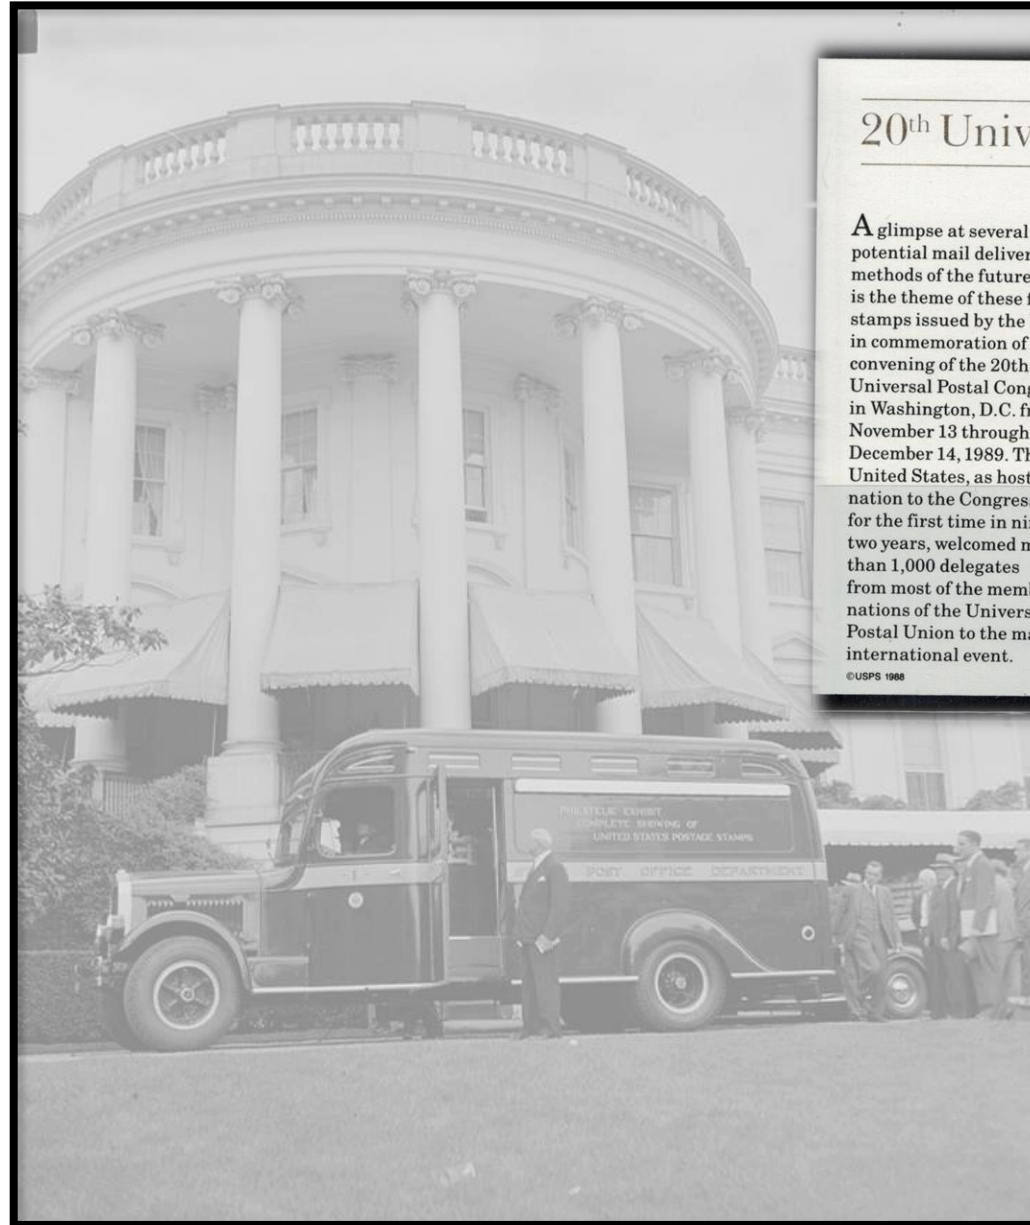 20th Univ
A glimpse at several
potential mail deliver
methods of the future
is the theme of these f
stamps issued by the
in commemoration of
convening of the 20th
Universal Postal Cong
in Washington, D.C. fr
November 13 through
December 14, 1989. Th
United States, as host
nation to the Congress
for the first time in nin
two years, welcomed m
than 1,000 delegates
from most of the memb
nations of the Univers
Postal Union to the ma
international event.
©USPS 1988
PHILATELIC EXHIBIT
COMPLETE SHOWING OF
UNITED STATES POSTAGE STAMPS
POST OFFICE DEPARTMENT